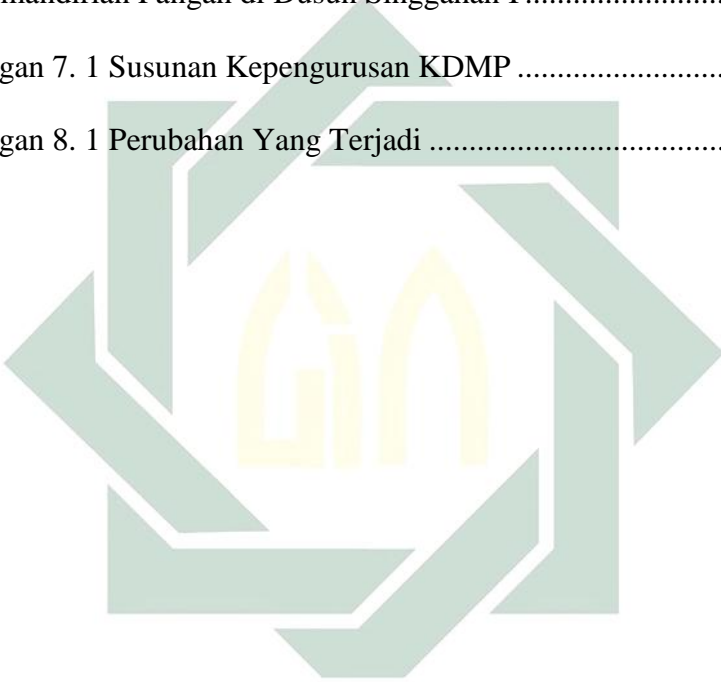 mandirian Pangan di Dusun Singgahan I.........................
gan 7. 1 Susunan Kepengurusan KDMP ..........................
gan 8. 1 Perubahan Yang Terjadi .....................................